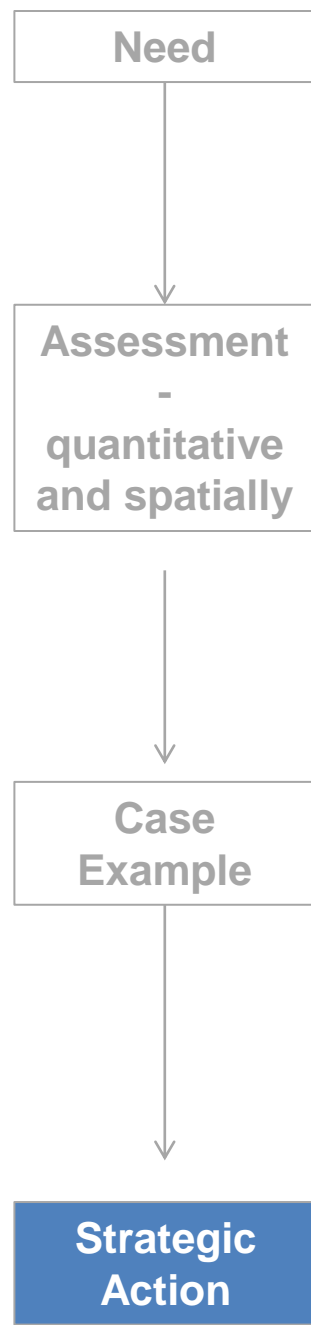 Need
Assessment
-
quantitative
and spatially
Case
Example
Strategic
Action